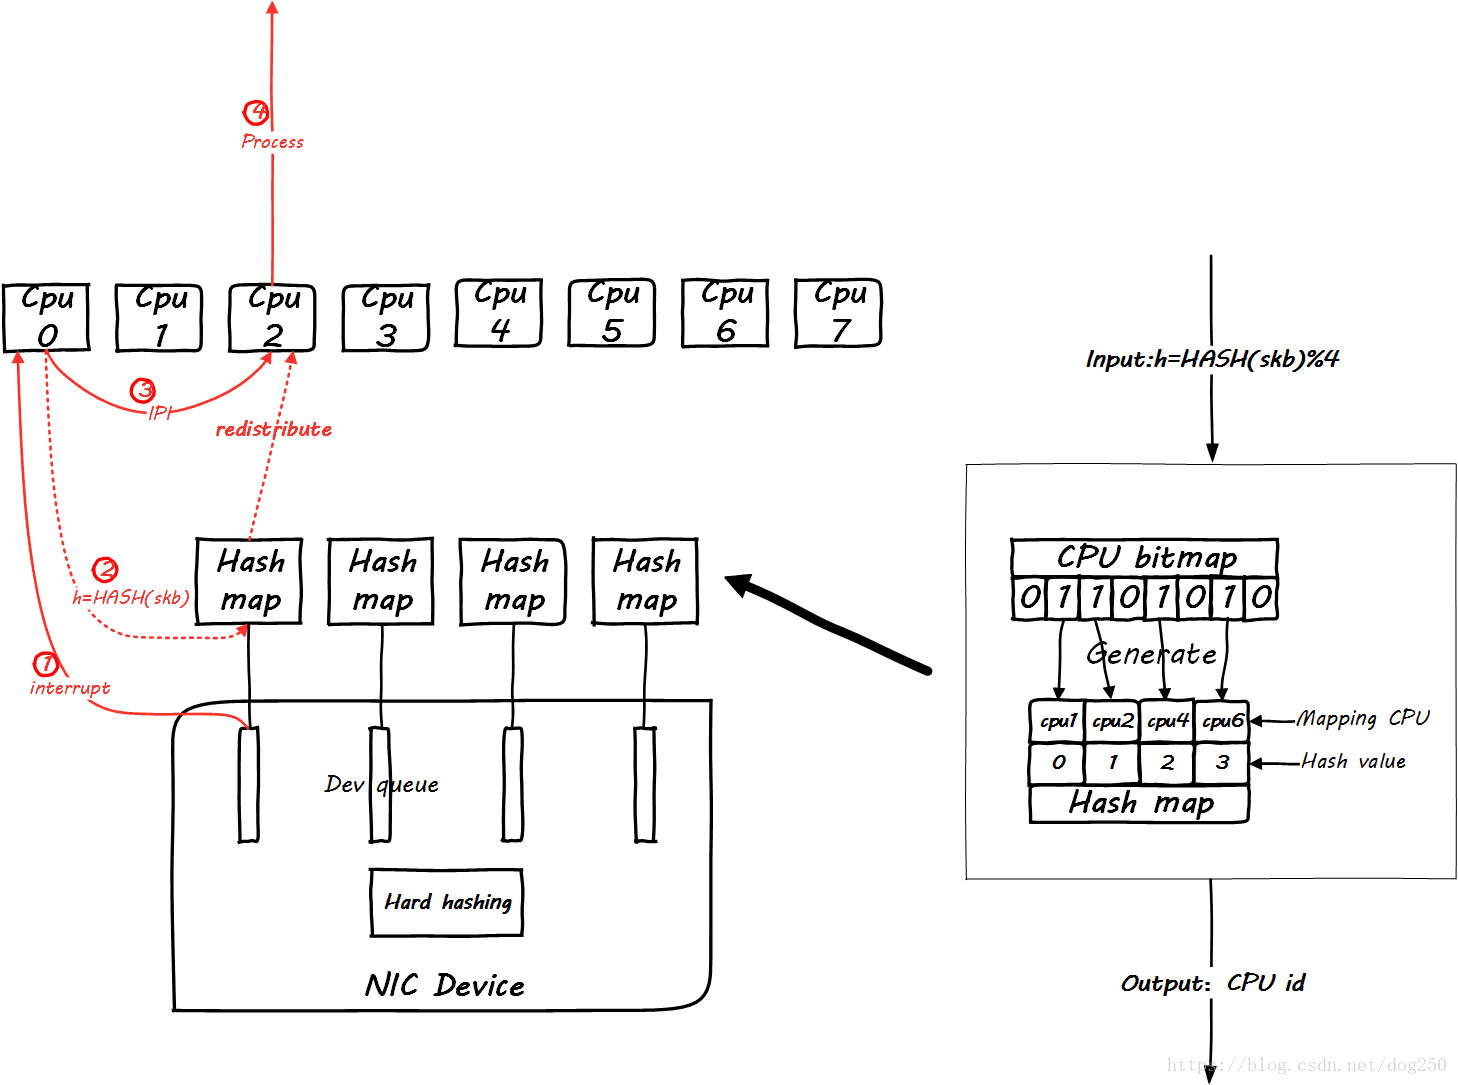 4
Process
Cpu 0
Cpu 1
Cpu 2
Cpu 3
Cpu 4
Cpu 5
Cpu 6
Cpu 7
3
IPI
redistribute
2
h=HASH(skb)
1
interrupt
Hash map
Hash map
Hash map
Hash map
Dev queue
Hard hashing
NIC Device
Input:h=HASH(skb)%4
CPU bitmap
0 1 1 0 1 0 1 0
Generate
cpu1 cpu2 cpu4 cpu6
Mapping CPU
0 1 2 3
Hash value
Hash map
Output: CPU id
https://blog.csdn.net/dog250